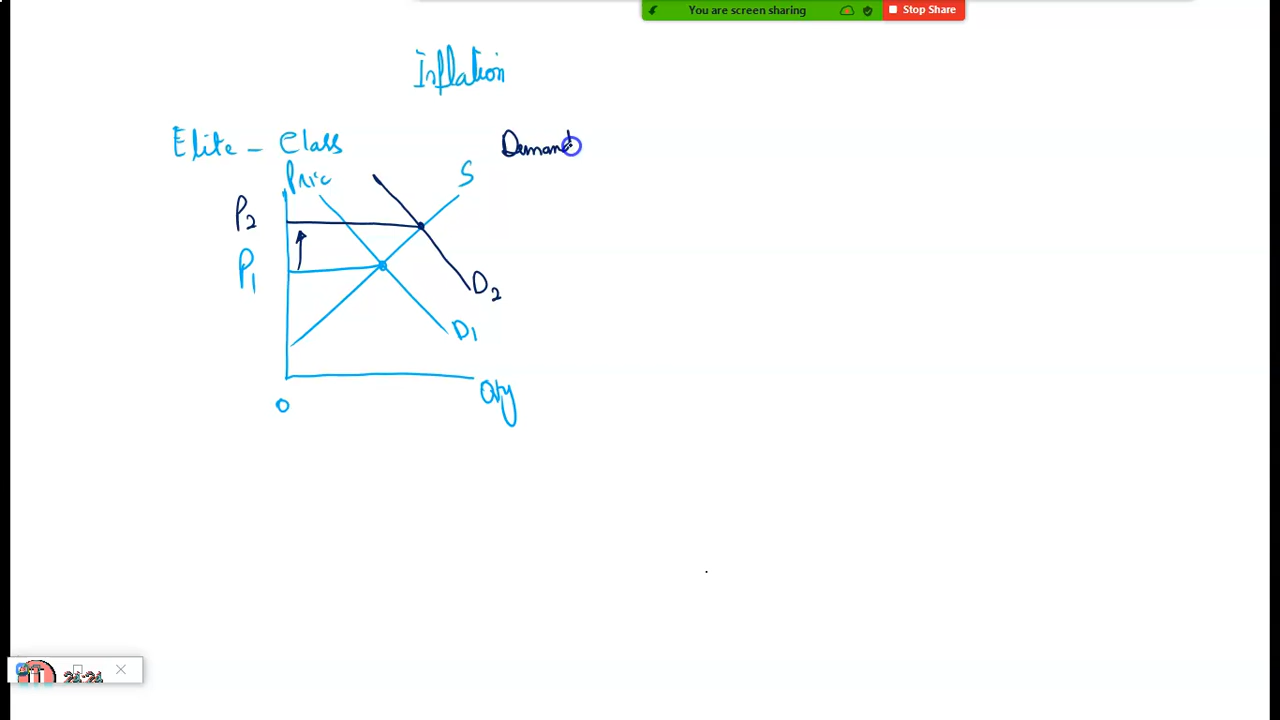 You are screen sharing
Stop Share
Inflation
Elite - Class
Demand
Price
S
P2
P1
D2
D1
Qty
0